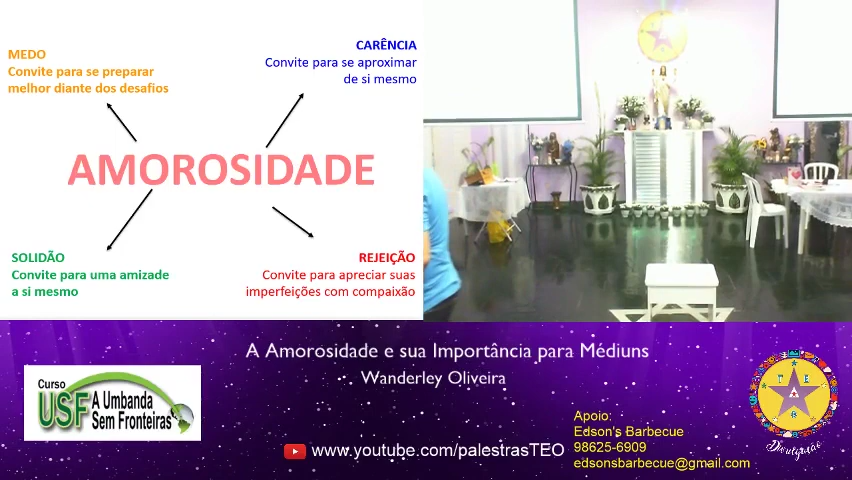 MEDO
Convite para se preparar
melhor diante dos desafios
CARÊNCIA
Convite para se aproximar
de si mesmo
AMOROSIDADE
SOLIDÃO
Convite para uma amizade
a si mesmo
REJEIÇÃO
Convite para apreciar suas
imperfeições com compaixão
A Amorosidade e sua Importância para Médiuns
Wanderley Oliveira
Curso
USF A Umbanda
Sem Fronteiras
www.youtube.com/palestrasTEO
Apoio:
Edson's Barbecue
98625-6909
edsonsbarbecue@gmail.com
Divulgação